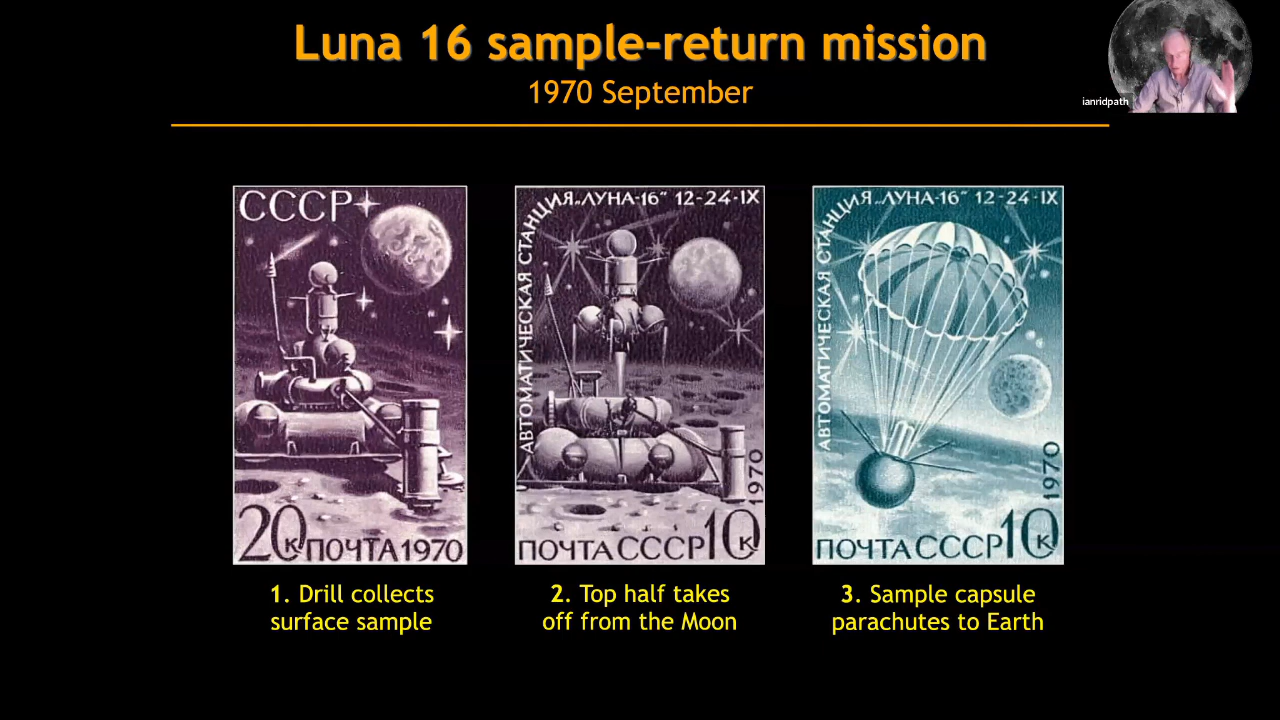 Luna 16 sample-return mission
1970 September
ianridpath
СССР
20к ПОЧТА 1970
АВТОМАТИЧЕСКАЯ СТАНЦИЯ „ЛУНА-16” 12-24·IX
1970
ПОЧТА СССР 10к
АВТОМАТИЧЕСКАЯ СТАНЦИЯ „ЛУНА-16” 12-24·IX
1970
ПОЧТА СССР 10к
1. Drill collects
surface sample
2. Top half takes
off from the Moon
3. Sample capsule
parachutes to Earth